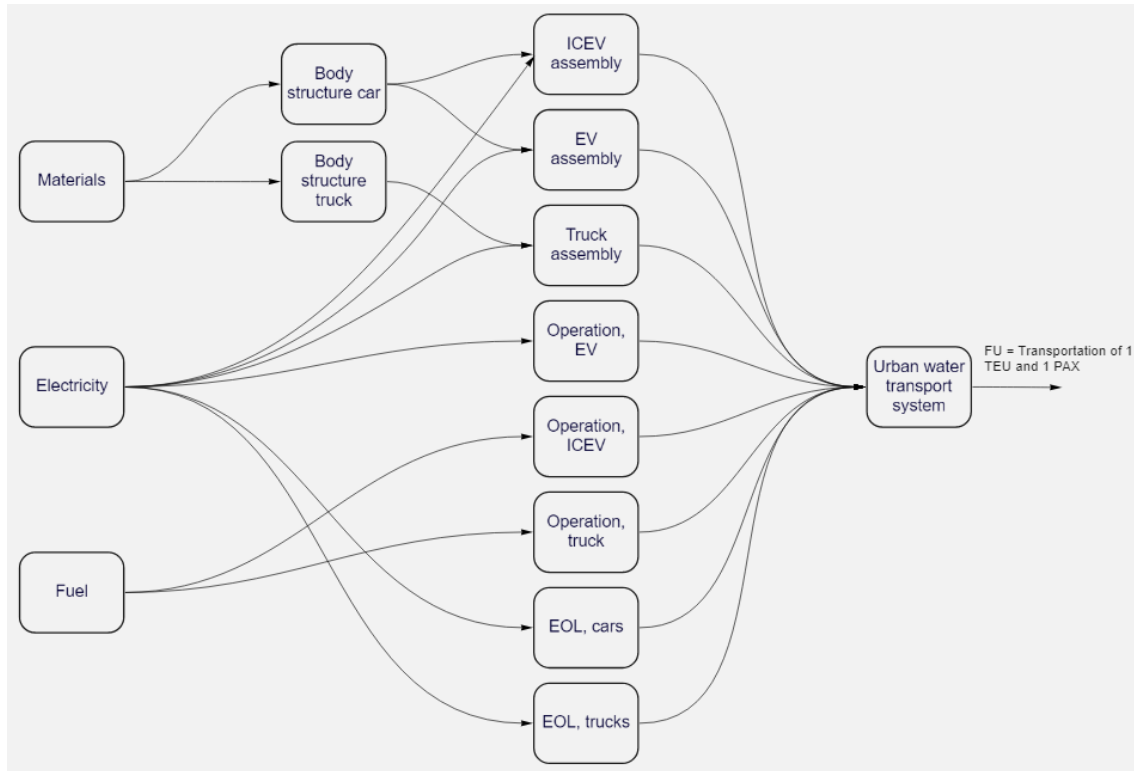 ICEV
assembly
Body
structure car
EV
assembly
Materials
Body
structure
truck
Truck
assembly
Operation,
EV
Electricity
Urban water
transport
system
FU = Transportation of 1
TEU and 1 PAX
Operation,
ICEV
Operation,
truck
Fuel
EOL, cars
EOL, trucks